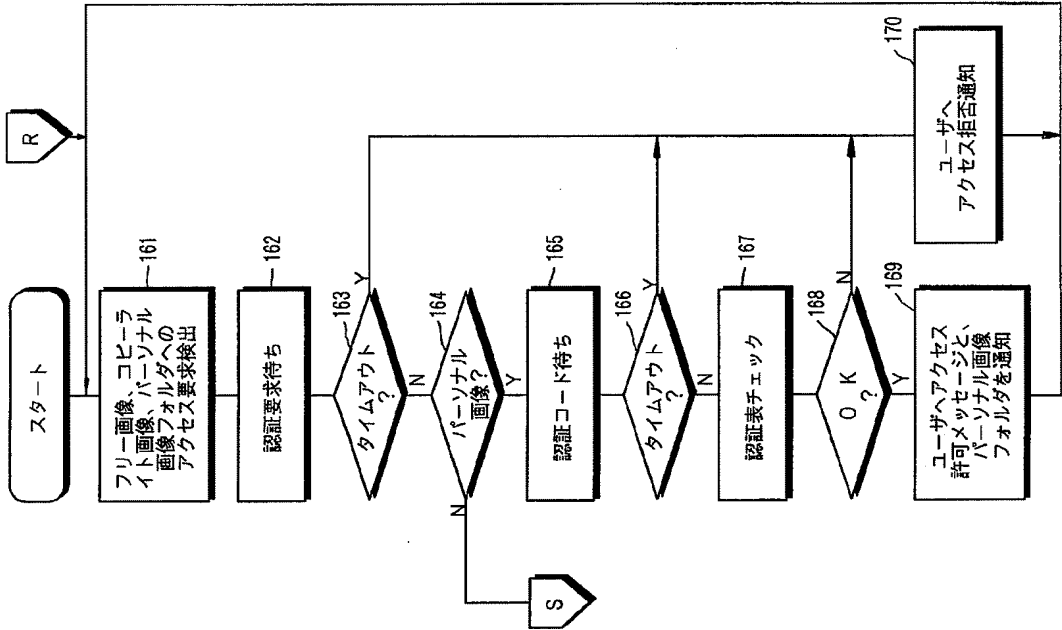 スタート
R
フリー画像、コピーラ
イト画像、パーソナル
画像フォルダへの
アクセス要求検出
161
認証要求待ち
162
タイムアウト
?
163
Y
N
パーソナル
画像?
164
N
Y
S
認証コード待ち
165
タイムアウト
?
166
Y
N
認証表チェック
167
O K
?
168
N
Y
ユーザへアクセス
許可メッセージと、
パーソナル画像
フォルダを通知
169
ユーザへ
アクセス拒否通知
170